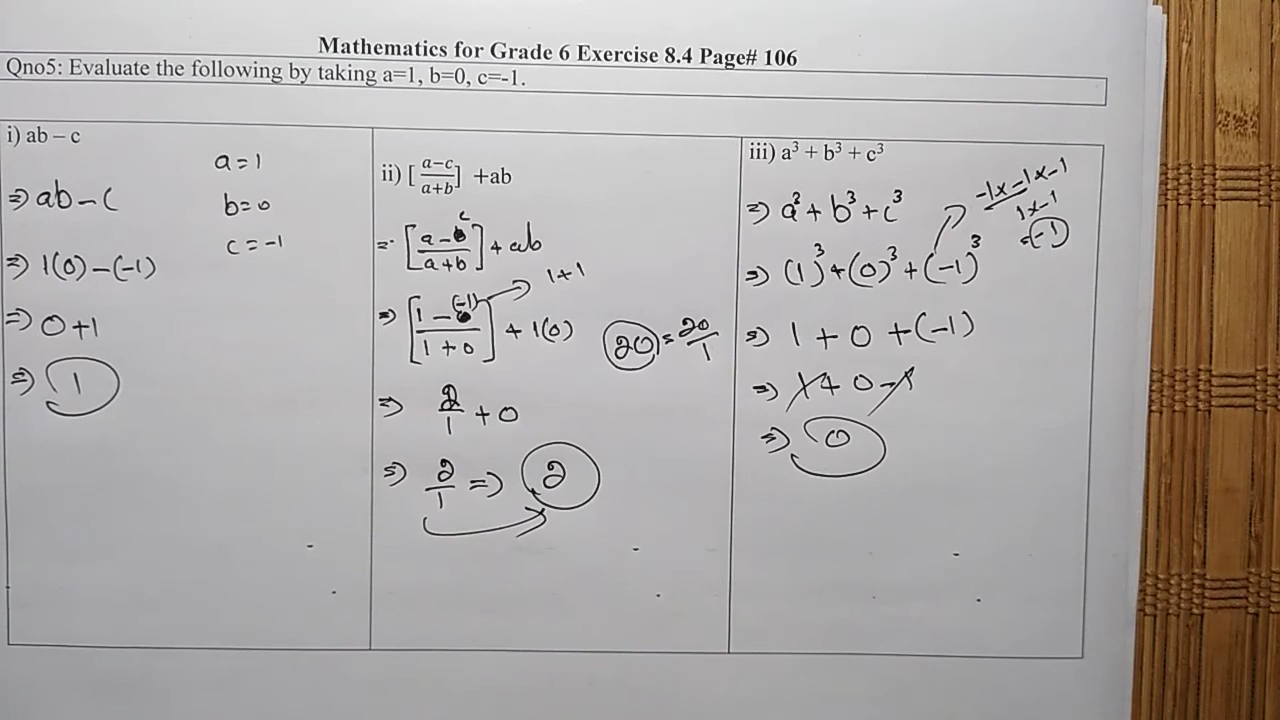 Mathematics for Grade 6 Exercise 8.4 Page# 106
Qno5: Evaluate the following by taking a=1, b=0, c=-1.
i) ab – c
a = 1
⇒ ab – c
b = 0
c = -1
⇒ 1(0) – (-1)
⇒ 0+1
⇒ 1
ii) [a−c/a+b] +ab
= [a – c/a+b] + ab
⇒ [1 – (-1)/1 + 0] + 1(0)
1+1
20 = 20/1
⇒ 2/1 + 0
⇒ 2/1 ⇒ 2
iii) a³ + b³ + c³
⇒ a³ + b³ + c³
-1x-1x-1
1x-1
= -1
⇒ (1)³ + (0)³ + (-1)³
⇒ 1 + 0 + (-1)
⇒ 1 + 0 – 1
⇒ 0